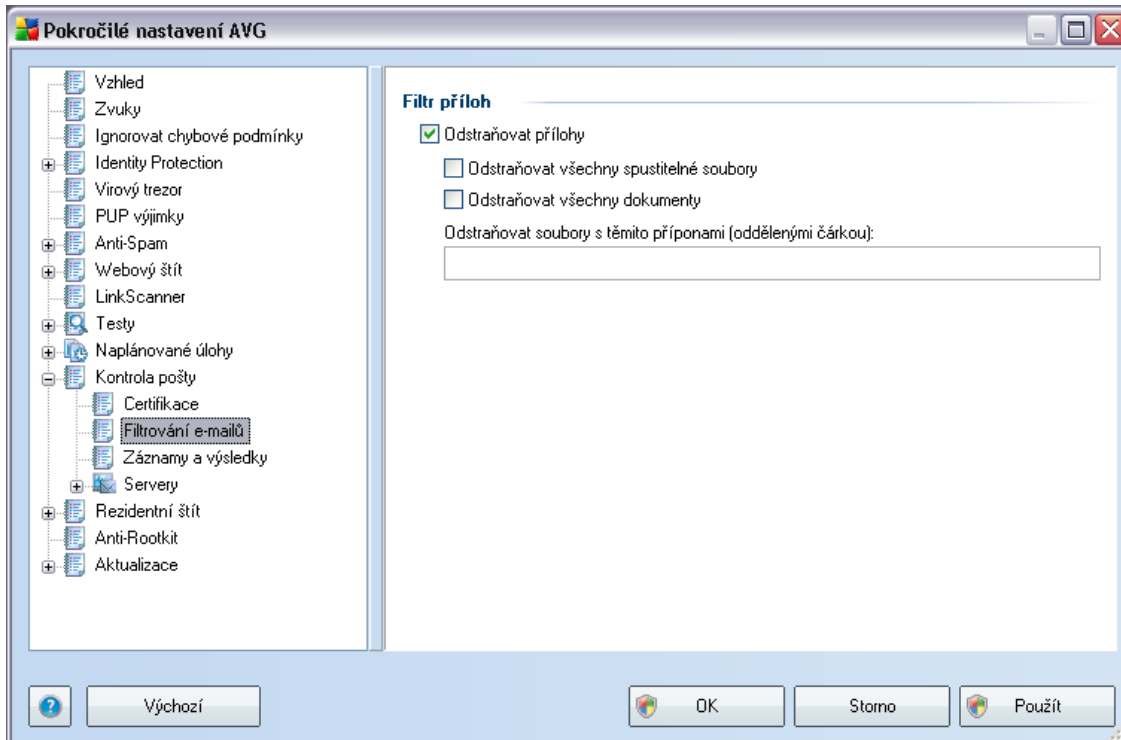 Pokročilé nastavení AVG
Vzhled
Zvuky
Ignorovat chybové podmínky
Identity Protection
Virový trezor
PUP výjimky
Anti-Spam
Webový štít
LinkScanner
Testy
Naplánované úlohy
Kontrola pošty
Certifikace
Filtrování e-mailů
Záznamy a výsledky
Servery
Rezidentní štít
Anti-Rootkit
Aktualizace
Filtr příloh
Odstraňovat přílohy
Odstraňovat všechny spustitelné soubory
Odstraňovat všechny dokumenty
Odstraňovat soubory s těmito příponami (oddělenými čárkou):
Výchozí
OK
Storno
Použít